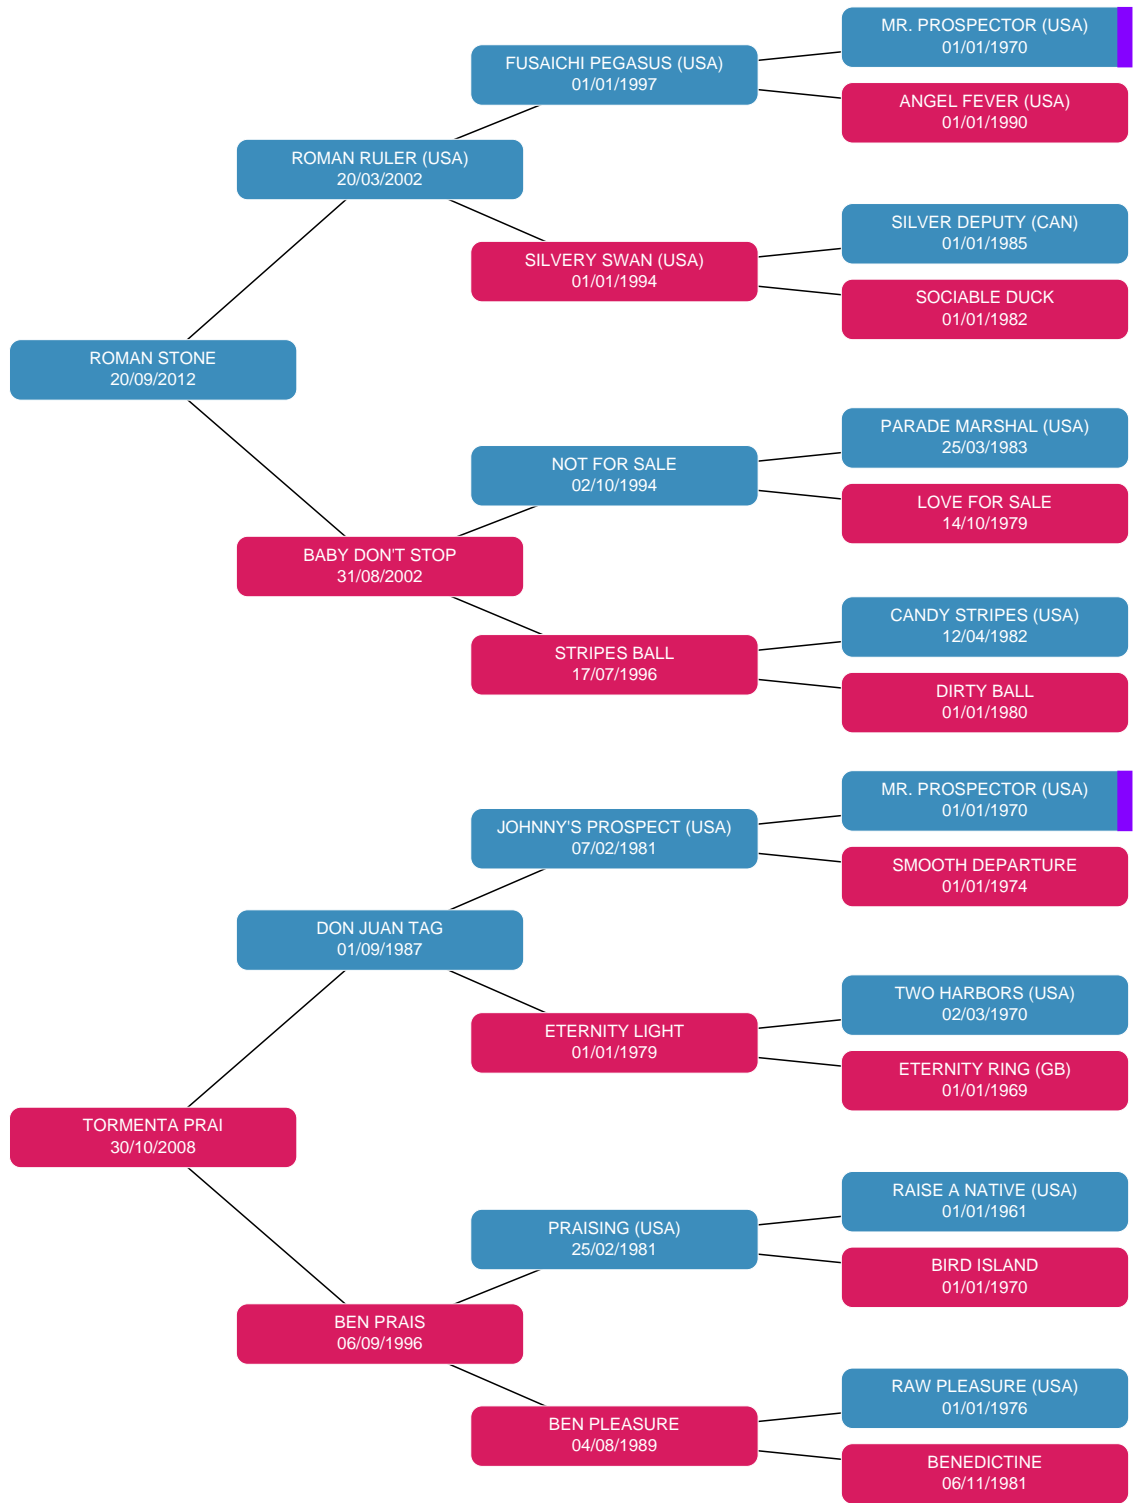 MR. PROSPECTOR (USA)
01/01/1970
FUSAICHI PEGASUS (USA)
01/01/1997
ANGEL FEVER (USA)
01/01/1990
ROMAN RULER (USA)
20/03/2002
SILVER DEPUTY (CAN)
01/01/1985
SILVERY SWAN (USA)
01/01/1994
SOCIABLE DUCK
01/01/1982
ROMAN STONE
20/09/2012
PARADE MARSHAL (USA)
25/03/1983
NOT FOR SALE
02/10/1994
LOVE FOR SALE
14/10/1979
BABY DON'T STOP
31/08/2002
CANDY STRIPES (USA)
12/04/1982
STRIPES BALL
17/07/1996
DIRTY BALL
01/01/1980
MR. PROSPECTOR (USA)
01/01/1970
JOHNNY'S PROSPECT (USA)
07/02/1981
SMOOTH DEPARTURE
01/01/1974
DON JUAN TAG
01/09/1987
TWO HARBORS (USA)
02/03/1970
ETERNITY LIGHT
01/01/1979
ETERNITY RING (GB)
01/01/1969
TORMENTA PRAI
30/10/2008
RAISE A NATIVE (USA)
01/01/1961
PRAISING (USA)
25/02/1981
BIRD ISLAND
01/01/1970
BEN PRAIS
06/09/1996
RAW PLEASURE (USA)
01/01/1976
BEN PLEASURE
04/08/1989
BENEDICTINE
06/11/1981